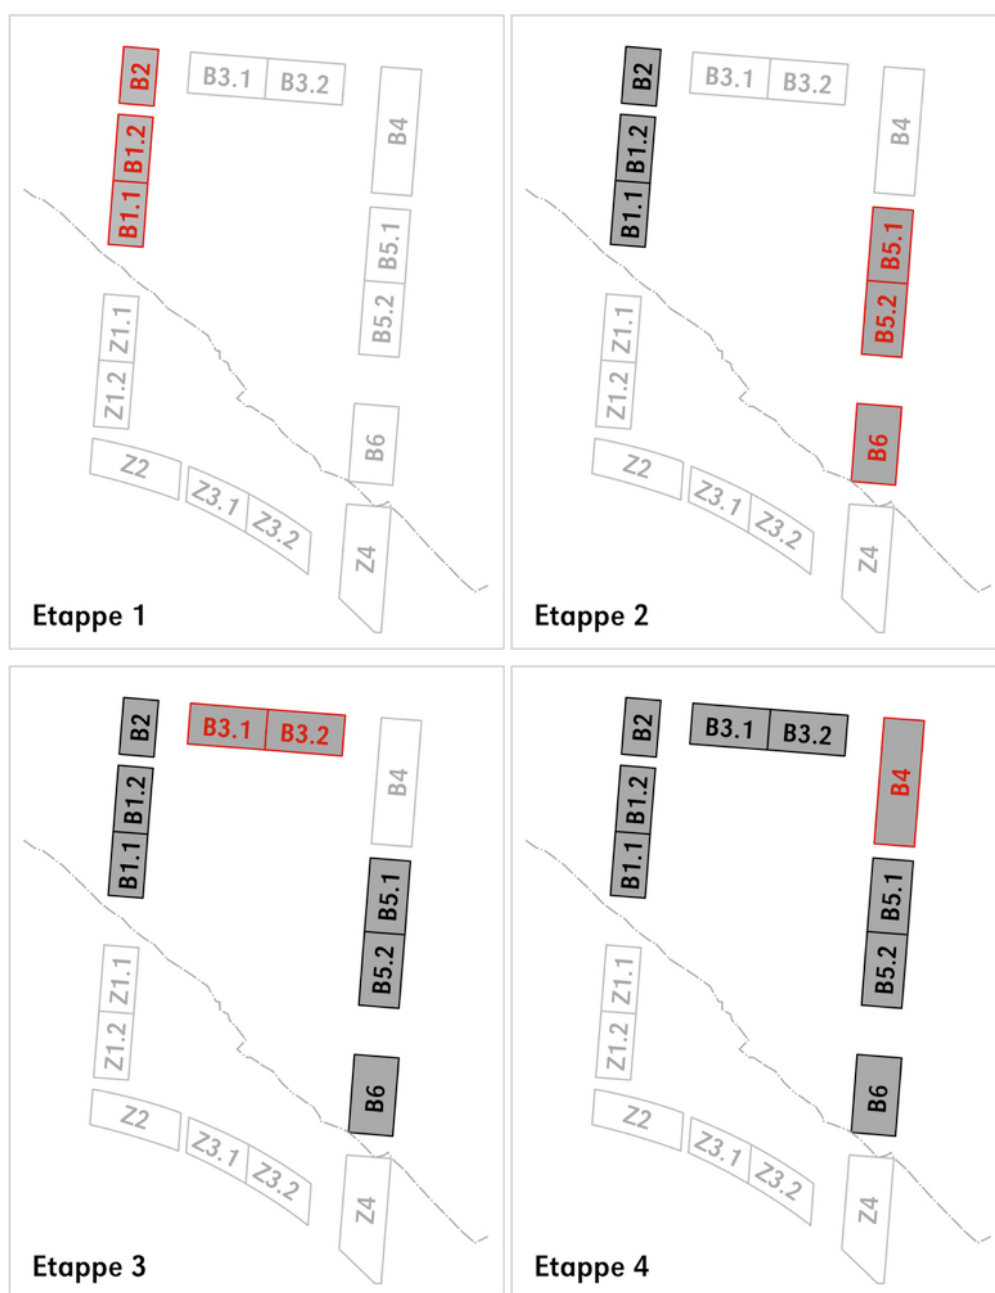 B2
B3.1 B3.2
B4
B1.2
B1.1
B5.1
B5.2
Z1.1
Z1.2
B6
Z2
Z3.1 Z3.2
Z4
Etappe 1
B2
B3.1 B3.2
B4
B1.2
B1.1
B5.1
B5.2
Z1.1
Z1.2
B6
Z2
Z3.1 Z3.2
Z4
Etappe 2
B2
B3.1 B3.2
B4
B1.2
B1.1
B5.1
B5.2
Z1.1
Z1.2
B6
Z2
Z3.1 Z3.2
Z4
Etappe 3
B2
B3.1 B3.2
B4
B1.2
B1.1
B5.1
B5.2
Z1.1
Z1.2
B6
Z2
Z3.1 Z3.2
Z4
Etappe 4